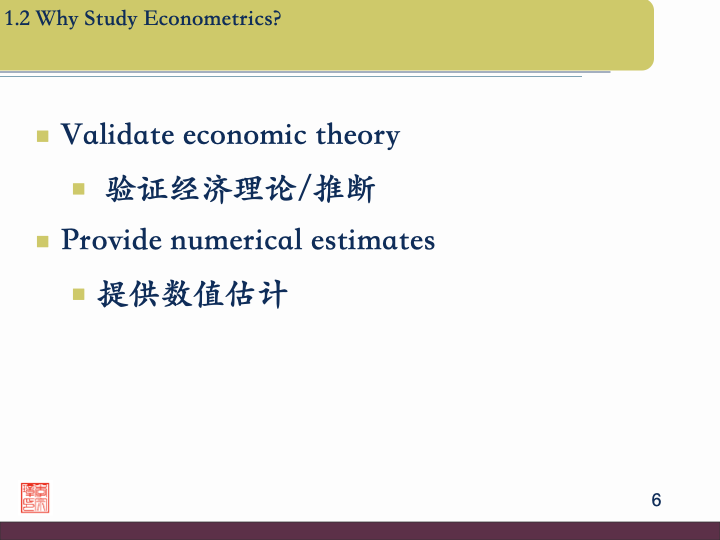 1.2 Why Study Econometrics?
Validate economic theory
验证经济理论/推断
Provide numerical estimates
提供数值估计
6